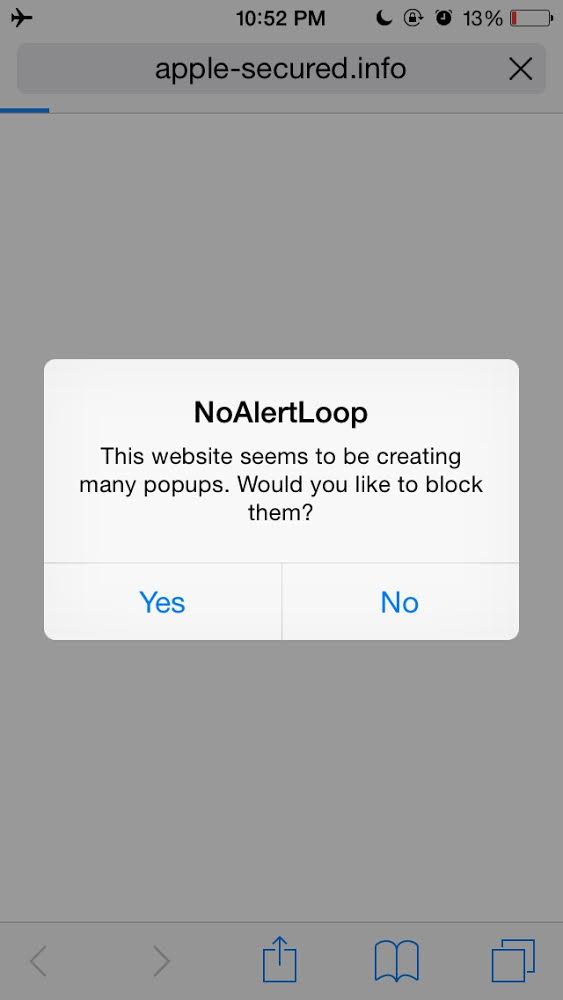 10:52 PM 13%
apple-secured.info
NoAlertLoop
This website seems to be creating
many popups. Would you like to block
them?
Yes No